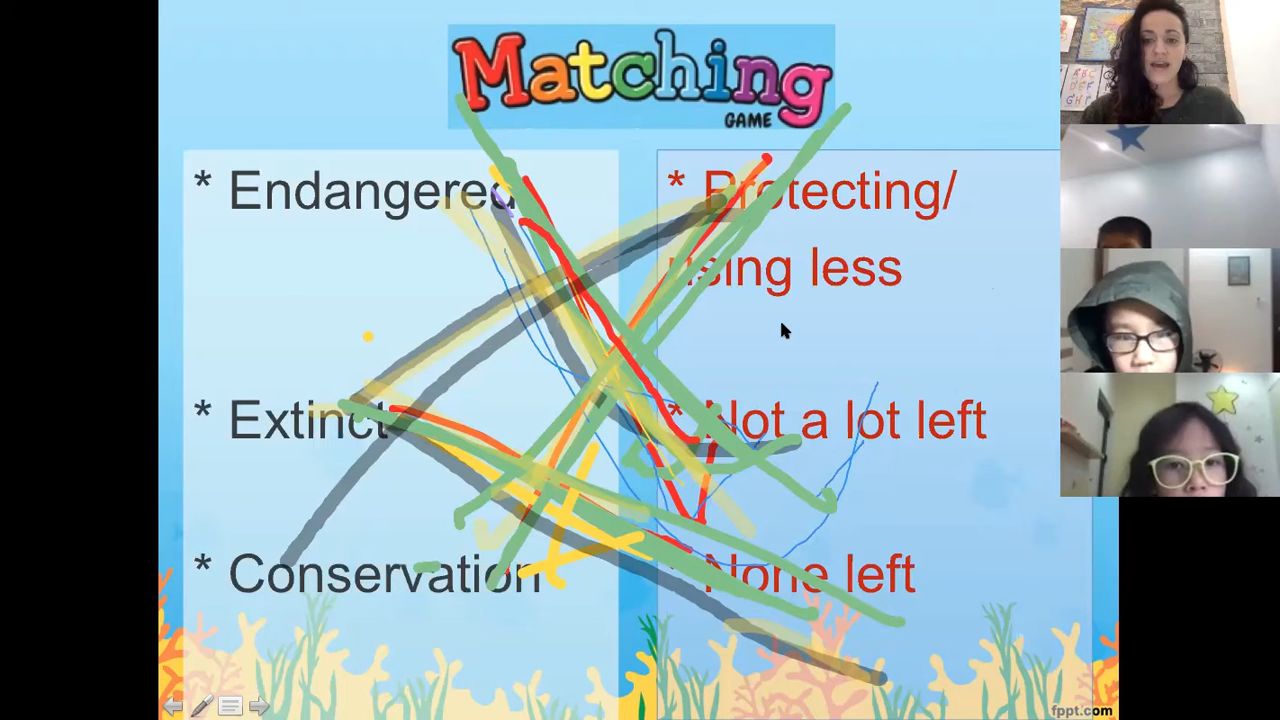 Matching
GAME
* Endangered
* Extinct
* Conservation
* Protecting/
using less
* Not a lot left
* None left
fppt.com